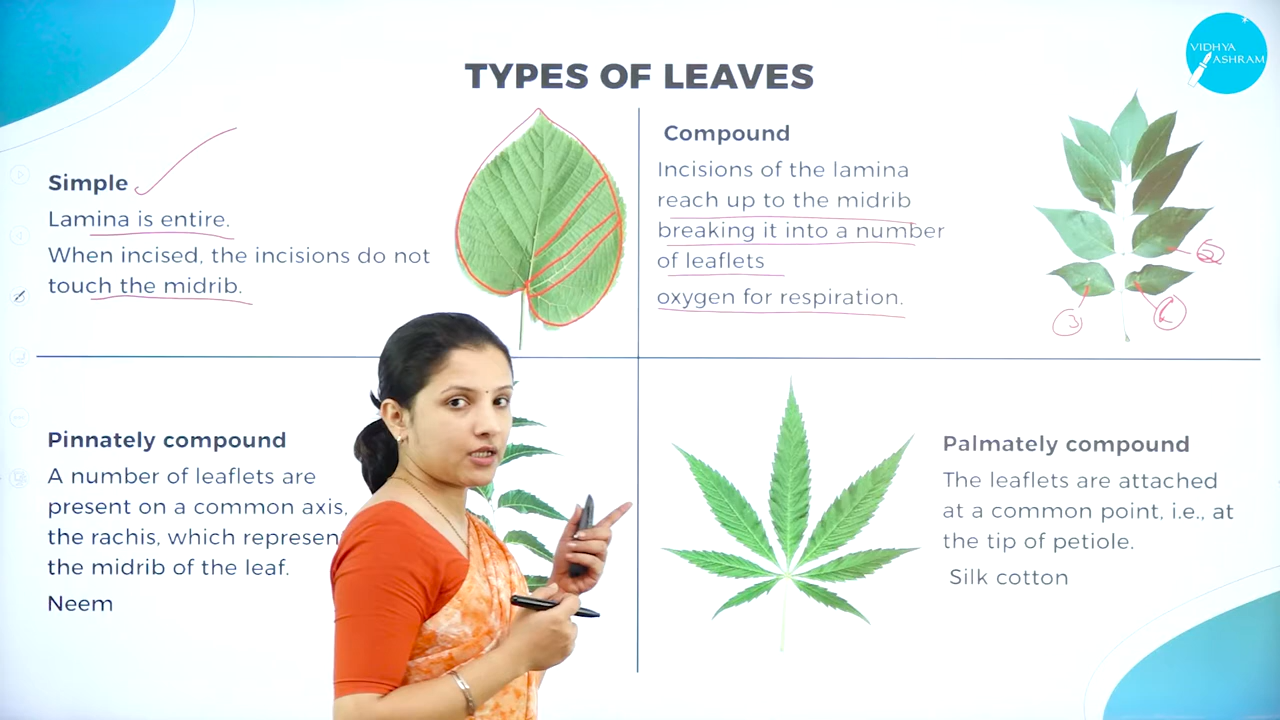 TYPES OF LEAVES
VIDHYA
ASHRAM
Simple
Lamina is entire.
When incised, the incisions do not
touch the midrib.
Compound
Incisions of the lamina
reach up to the midrib
breaking it into a number
of leaflets
oxygen for respiration.
3
Pinnately compound
A number of leaflets are
present on a common axis,
the rachis, which represen
the midrib of the leaf.
Neem
Palmately compound
The leaflets are attached
at a common point, i.e., at
the tip of petiole.
Silk cotton